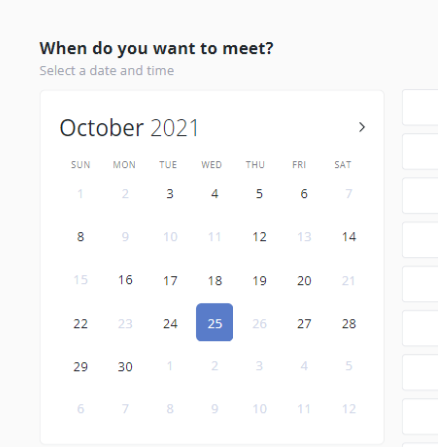 When do you want to meet?
Select a date and time
October 2021
SUN MON TUE WED THU FRI SAT
1 2 3 4 5 6 7
8 9 10 11 12 13 14
15 16 17 18 19 20 21
22 23 24 25 26 27 28
29 30 1 2 3 4 5
6 7 8 9 10 11 12